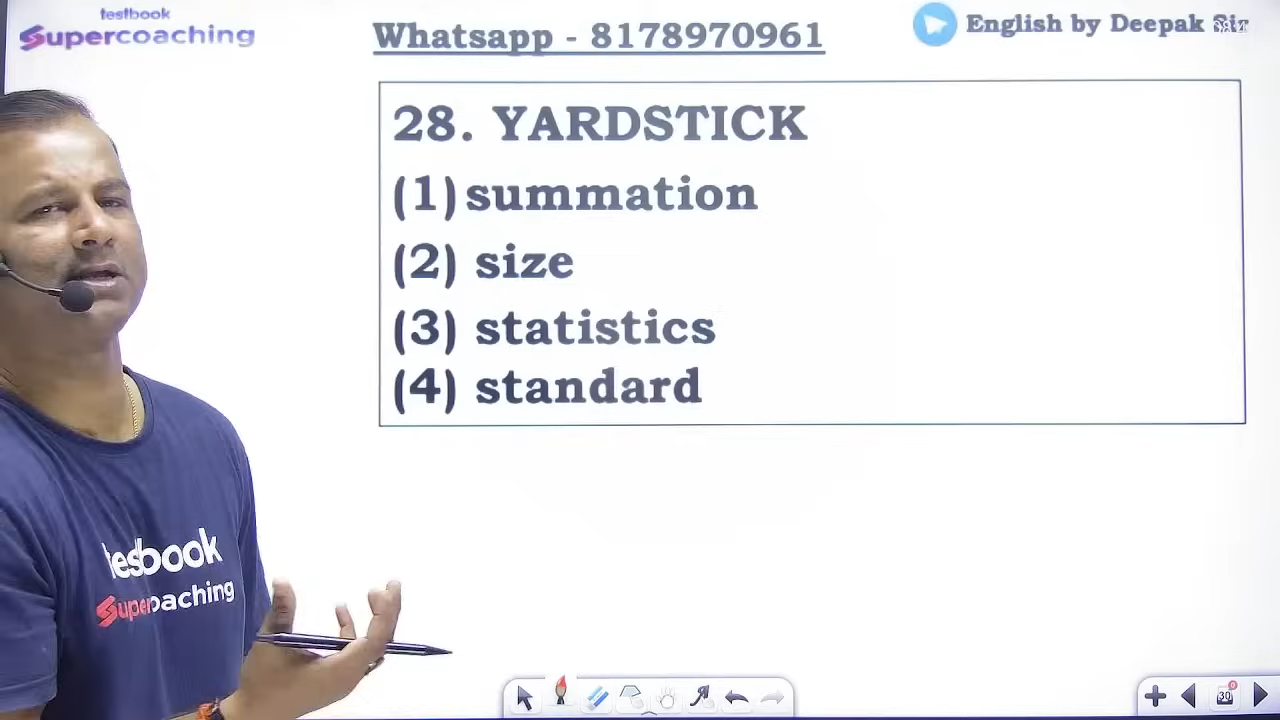 testbook
Supercoaching
Whatsapp - 8178970961
English by Deepak Sir
28. YARDSTICK
(1) summation
(2) size
(3) statistics
(4) standard
testbook
Supercoaching
30